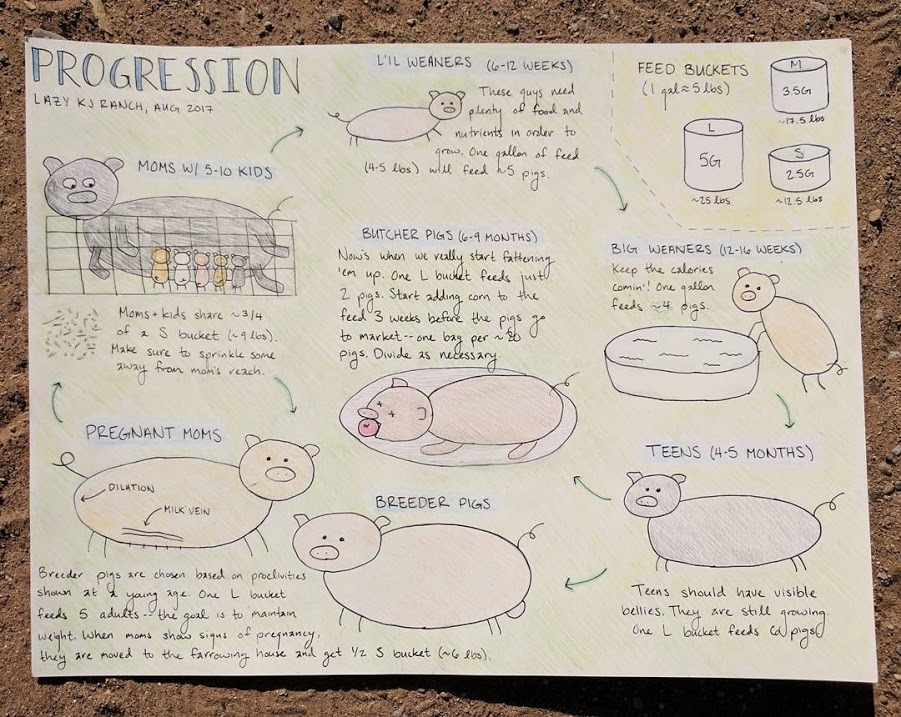 PROGRESSION
LAZY KJ RANCH, AUG 2017
L'IL WEANERS (6-12 WEEKS)
These guys need
plenty of food and
nutrients in order to
grow. One gallon of feed
(4-5 lbs) will feed ~5 pigs.
FEED BUCKETS
(1 gal ≈ 5 lbs)
M
3.5G
~17.5 lbs
L
5G
~25 lbs
S
2.5G
~12.5 lbs
MOMS W/ 5-10 KIDS
Moms + kids share ~3/4
of a S bucket (~9 lbs).
Make sure to sprinkle some
away from mom's reach.
BUTCHER PIGS (6-9 MONTHS)
Now's when we really start fattening
'em up. One L bucket feeds just
2 pigs. Start adding corn to the
feed 3 weeks before the pigs go
to market -- one bag per ~20
pigs. Divide as necessary.
BIG WEANERS (12-16 WEEKS)
Keep the calories
comin'! One gallon
feeds ~4 pigs.
PREGNANT MOMS
DILATION
MILK VEIN
Breeder pigs are chosen based on proclivities
shown at a young age. One L bucket
feeds 5 adults -- the goal is to maintain
weight. When moms show signs of pregnancy,
they are moved to the farrowing house and get 1/2 S bucket (~6 lbs).
BREEDER PIGS
TEENS (4-5 MONTHS)
Teens should have visible
bellies. They are still growing.
One L bucket feeds pigs